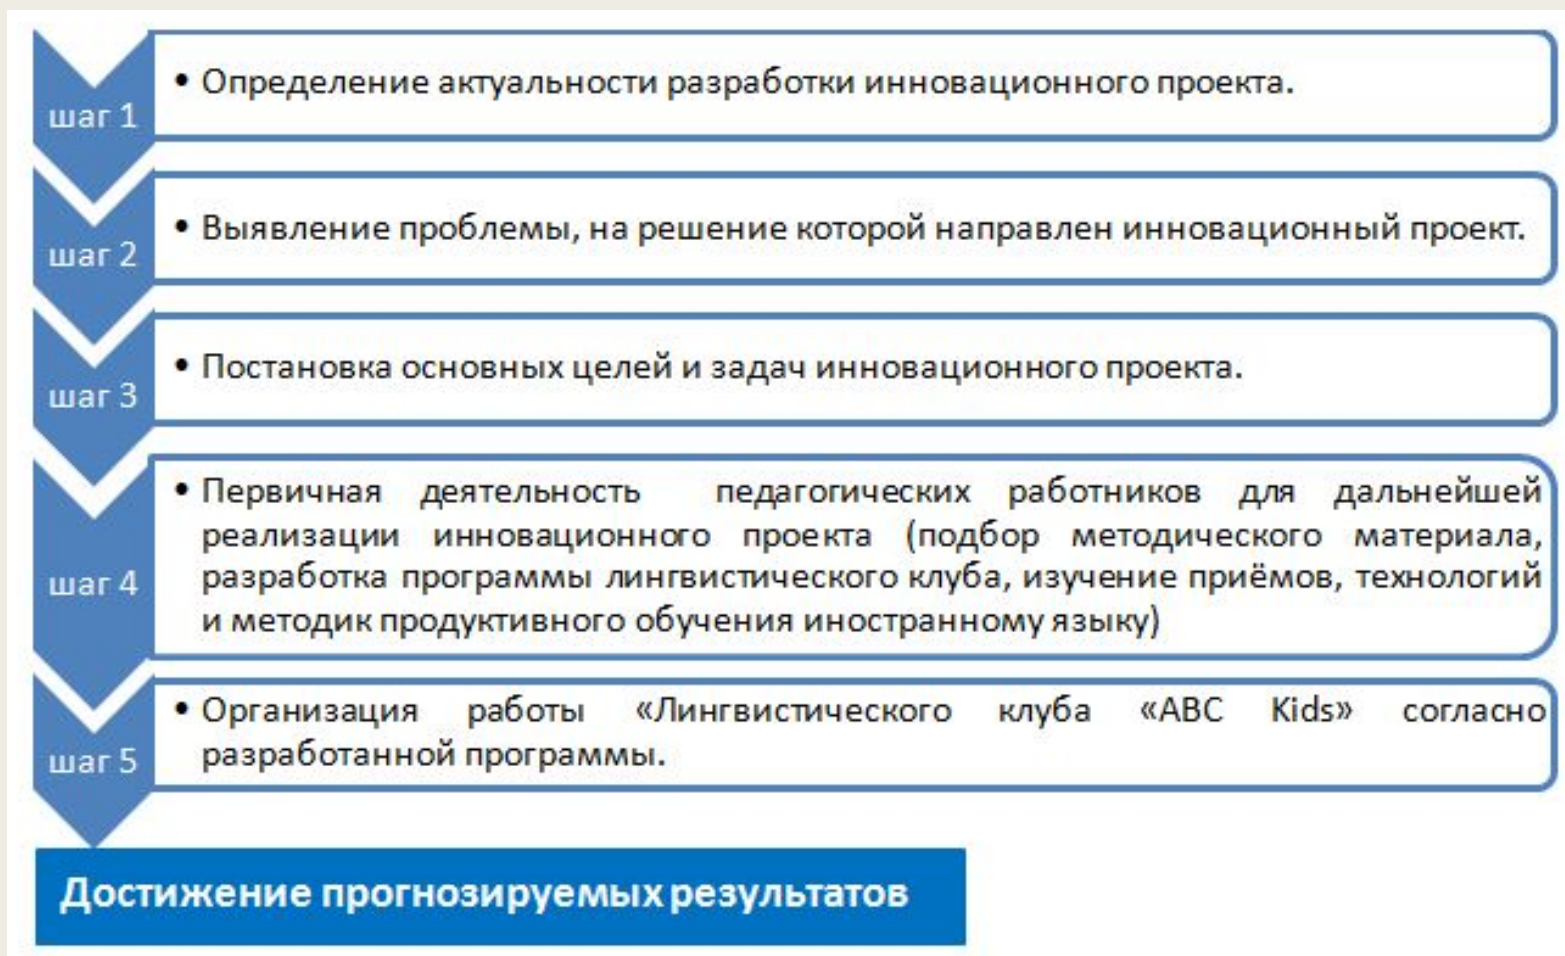 шаг 1
• Определение актуальности разработки инновационного проекта.
шаг 2
• Выявление проблемы, на решение которой направлен инновационный проект.
шаг 3
• Постановка основных целей и задач инновационного проекта.
шаг 4
• Первичная деятельность педагогических работников для дальнейшей
реализации инновационного проекта (подбор методического материала,
разработка программы лингвистического клуба, изучение приёмов, технологий
и методик продуктивного обучения иностранному языку)
шаг 5
• Организация работы «Лингвистического клуба «ABC Kids» согласно
разработанной программы.
Достижение прогнозируемых результатов